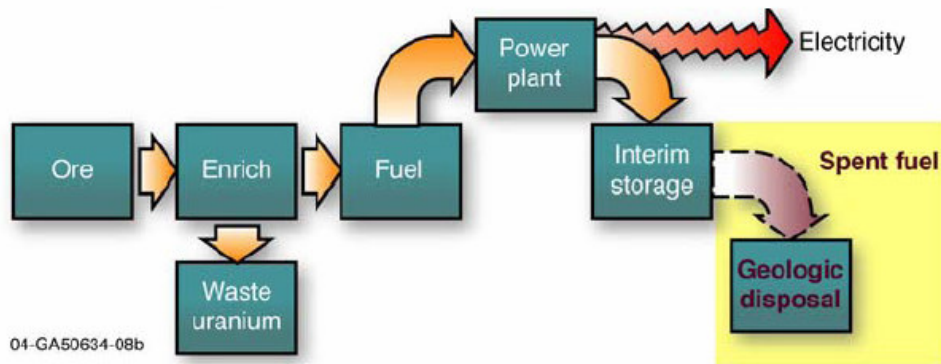 Power
plant
Electricity
Ore
Enrich
Fuel
Interim
storage
Spent fuel
Waste
uranium
Geologic
disposal
04-GA50634-08b